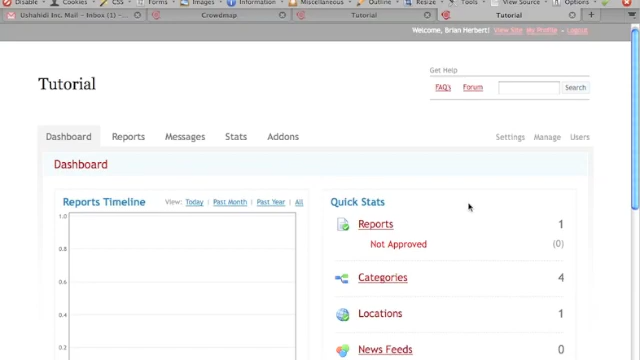 Disable Cookies CSS Forms Images Information Miscellaneous Outline Resize Tools View Source Options
Ushahidi Inc. Mail – Inbox (1) – ... Crowdmap Tutorial Tutorial
Welcome, Brian Herbert! View Site My Profile Logout
Get Help
Tutorial
FAQ's Forum Search
Dashboard Reports Messages Stats Addons Settings Manage Users
Dashboard
Reports Timeline View: Today | Past Month | Past Year | All
Quick Stats
1.0
0.8
0.6
0.4
0.2
Reports 1
Not Approved (0)
Categories 4
Locations 1
News Feeds 0